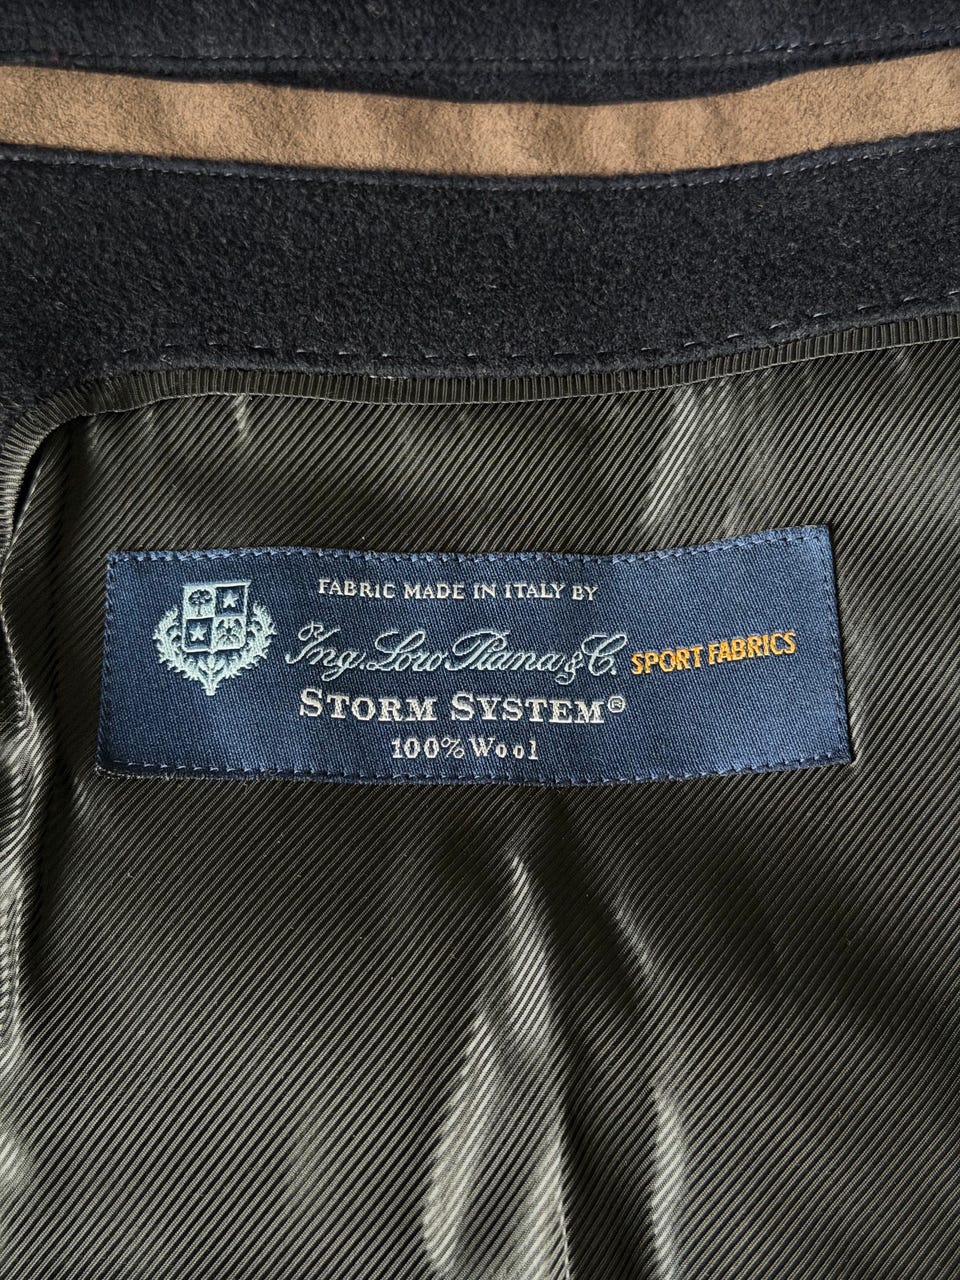 FABRIC MADE IN ITALY BY
Ing. Loro Piana & C. SPORT FABRICS
STORM SYSTEM®
100% Wool